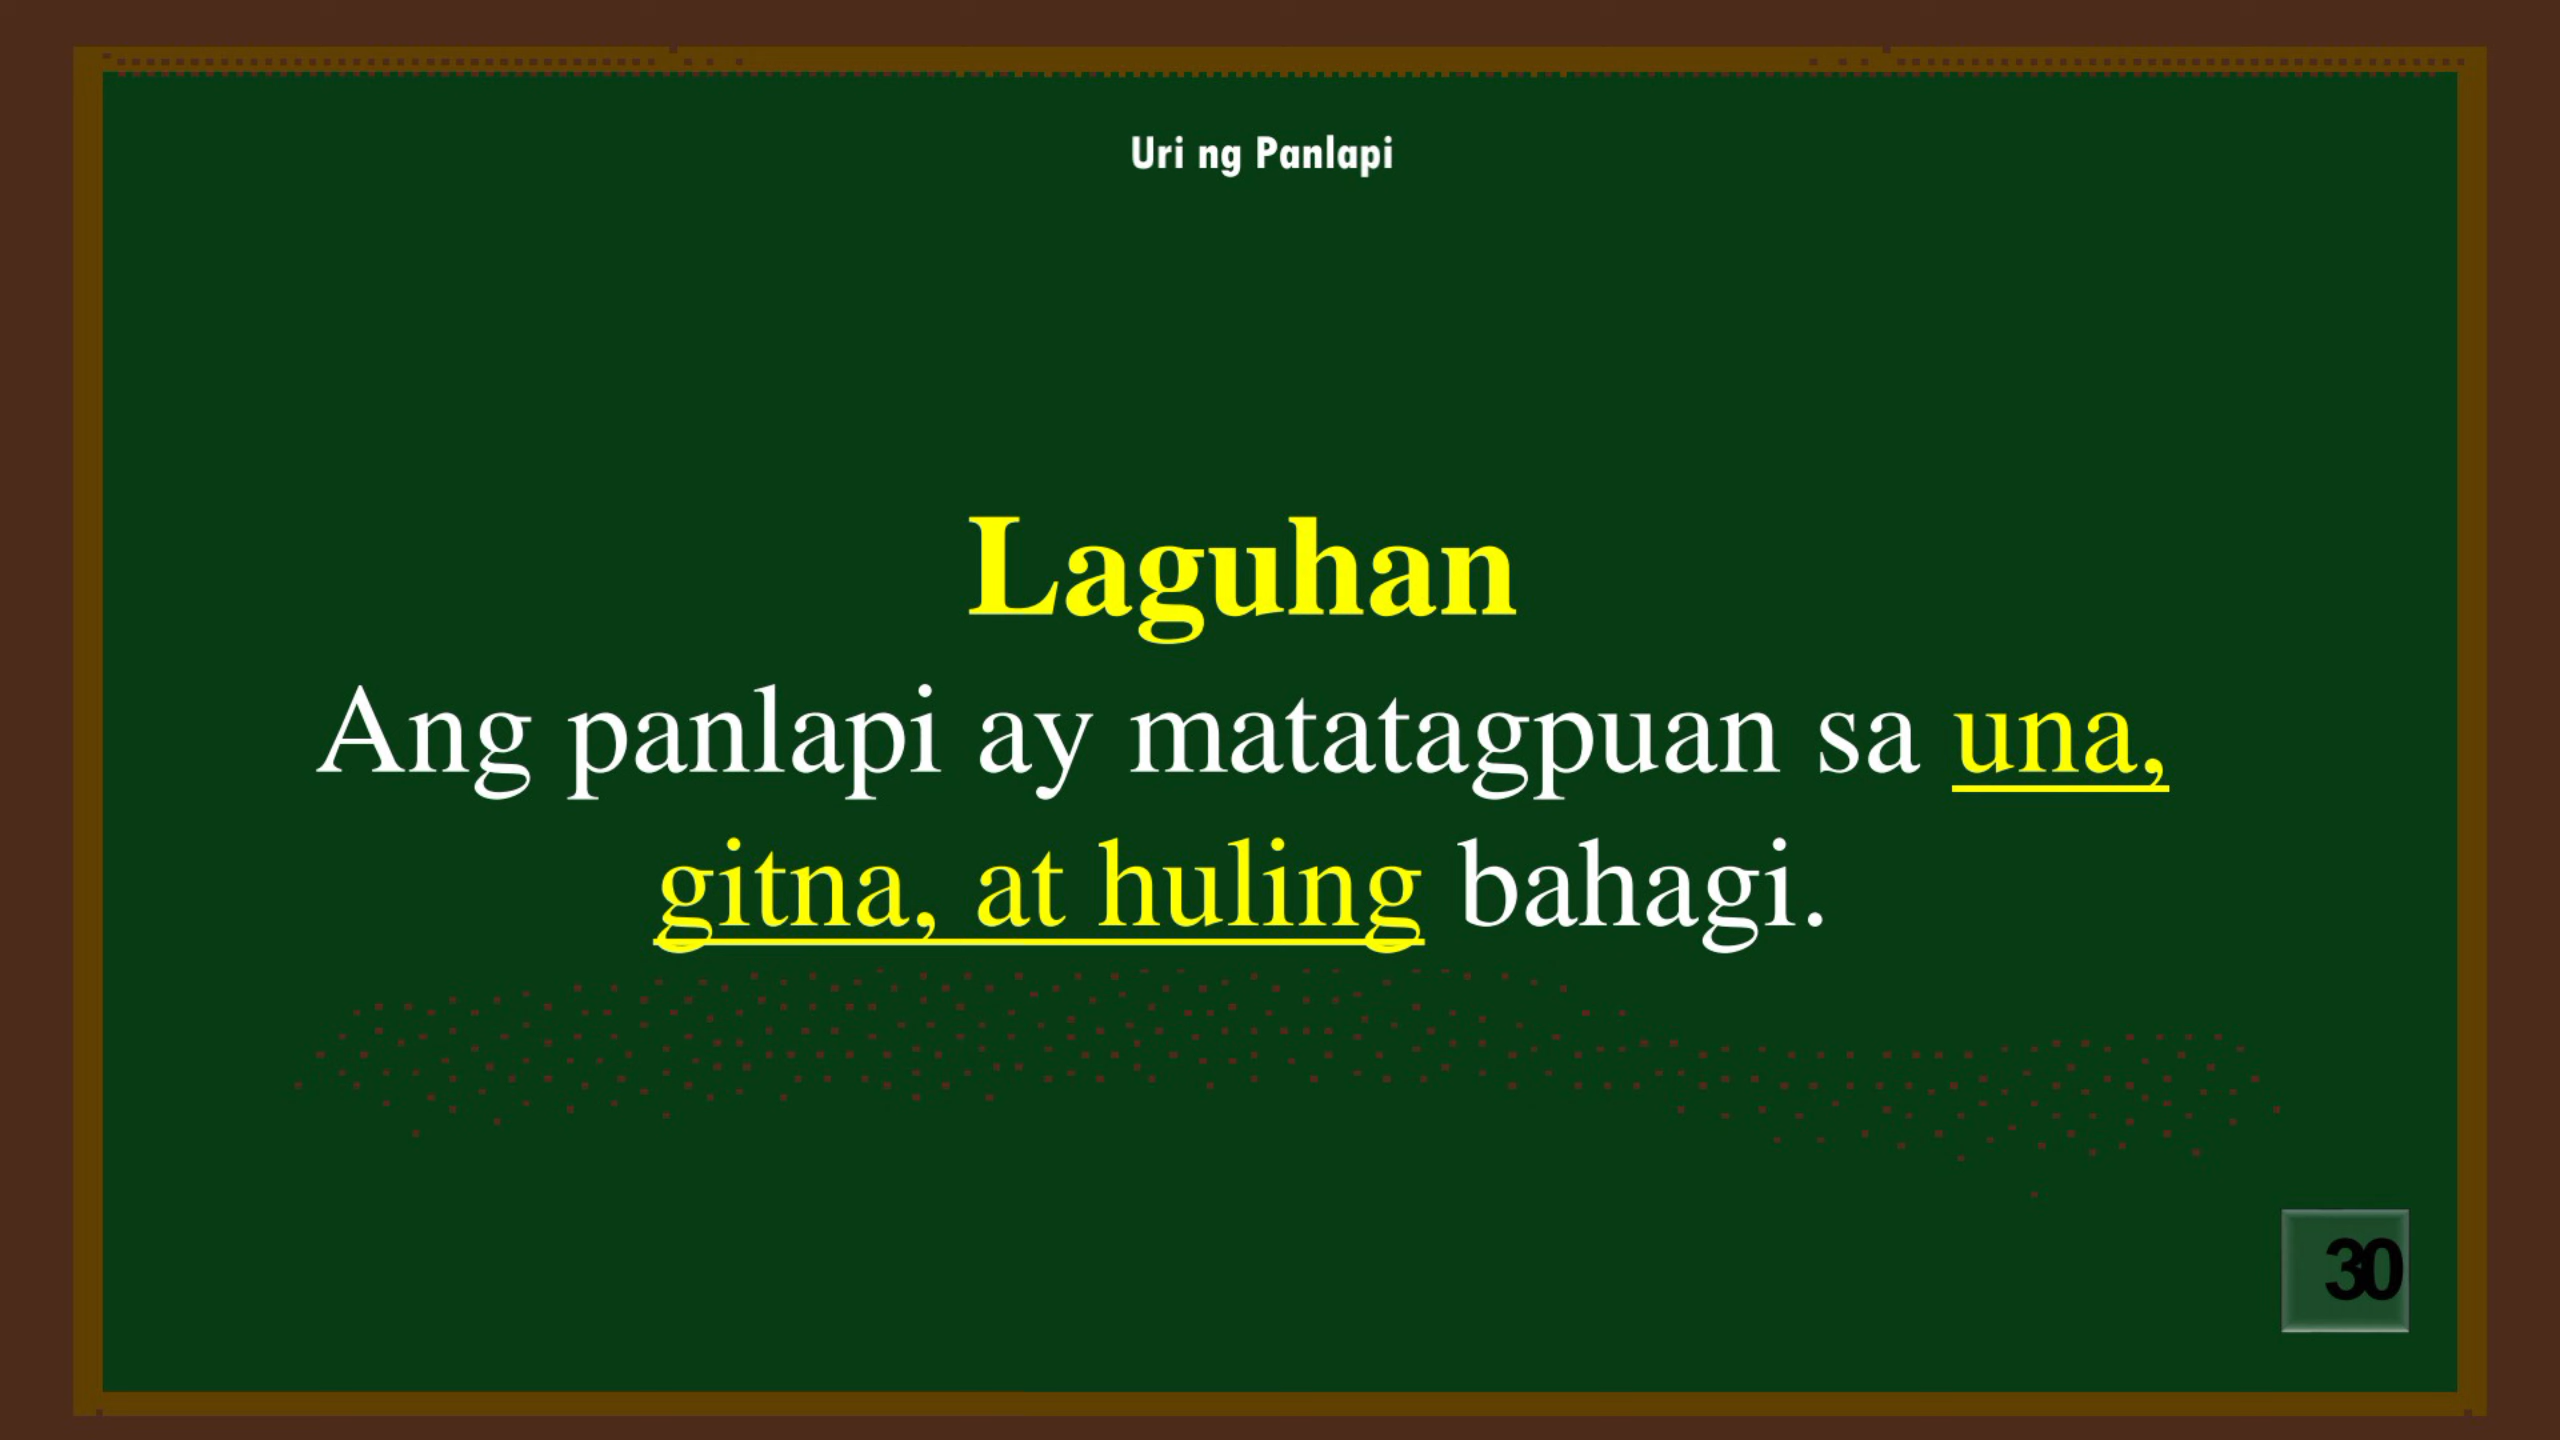 Uri ng Panlapi
Laguhan
Ang panlapi ay matatagpuan sa una,
gitna, at huling bahagi.
30